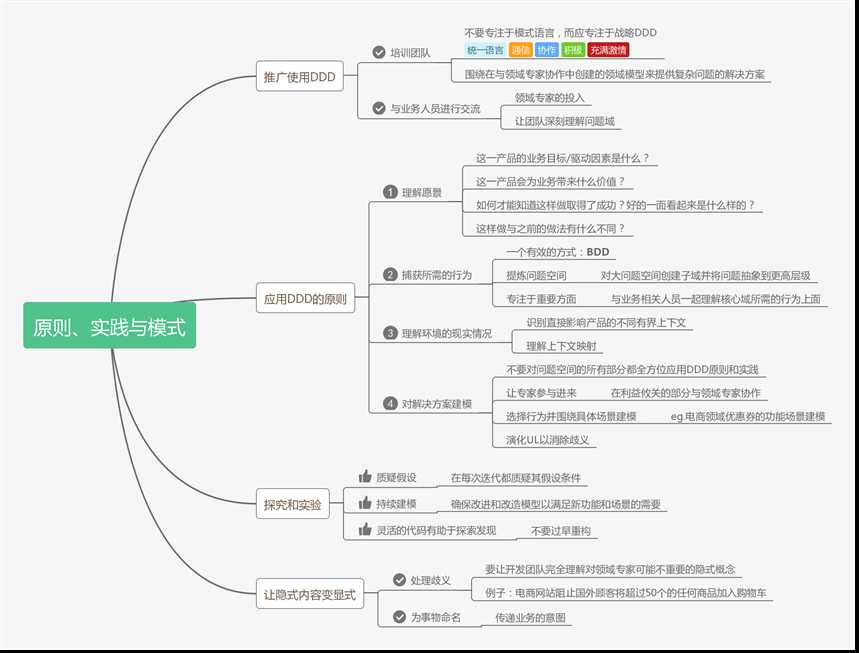 原则、实践与模式
推广使用DDD
培训团队
不要专注于模式语言，而应专注于战略DDD
统一语言 通信 协作 积极 充满激情
围绕在与领域专家协作中创建的领域模型来提供复杂问题的解决方案
与业务人员进行交流
领域专家的投入
让团队深刻理解问题域
应用DDD的原则
1 理解愿景
这一产品的业务目标/驱动因素是什么？
这一产品会为业务带来什么价值？
如何才能知道这样做取得了成功？好的一面看起来是什么样的？
这样做与之前的做法有什么不同？
2 捕获所需的行为
一个有效的方式：BDD
提炼问题空间 对大问题空间创建子域并将问题抽象到更高层级
专注于重要方面 与业务相关人员一起理解核心域所需的行为上面
3 理解环境的现实情况
识别直接影响产品的不同有界上下文
理解上下文映射
4 对解决方案建模
不要对问题空间的所有部分都全方位应用DDD原则和实践
让专家参与进来 在利益攸关的部分与领域专家协作
选择行为并围绕具体场景建模 eg.电商领域优惠券的功能场景建模
演化UL以消除歧义
探究和实验
质疑假设 在每次迭代都质疑其假设条件
持续建模 确保改进和改造模型以满足新功能和场景的需要
灵活的代码有助于探索发现 不要过早重构
让隐式内容变显式
处理歧义
要让开发团队完全理解对领域专家可能不重要的隐式概念
例子：电商网站阻止国外顾客将超过50个的任何商品加入购物车
为事物命名 传递业务的意图